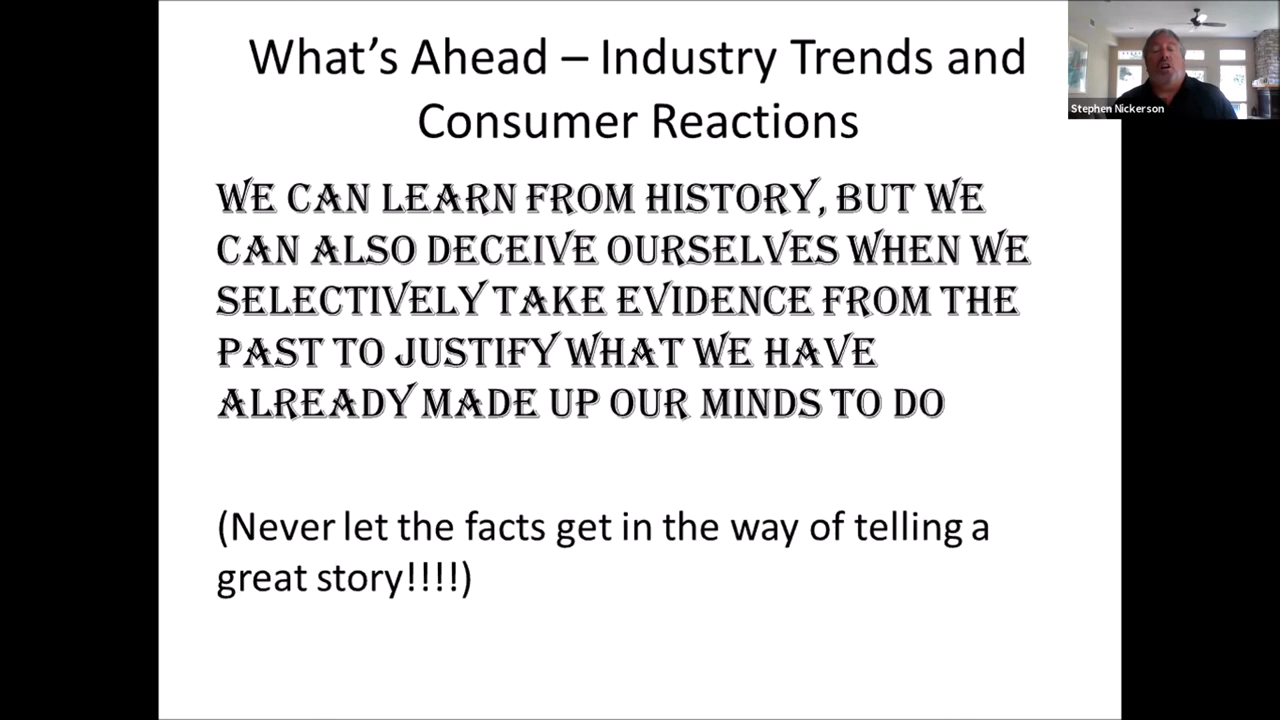 What's Ahead – Industry Trends and
Consumer Reactions
Stephen Nickerson
WE CAN LEARN FROM HISTORY, BUT WE
CAN ALSO DECEIVE OURSELVES WHEN WE
SELECTIVELY TAKE EVIDENCE FROM THE
PAST TO JUSTIFY WHAT WE HAVE
ALREADY MADE UP OUR MINDS TO DO
(Never let the facts get in the way of telling a
great story!!!!)